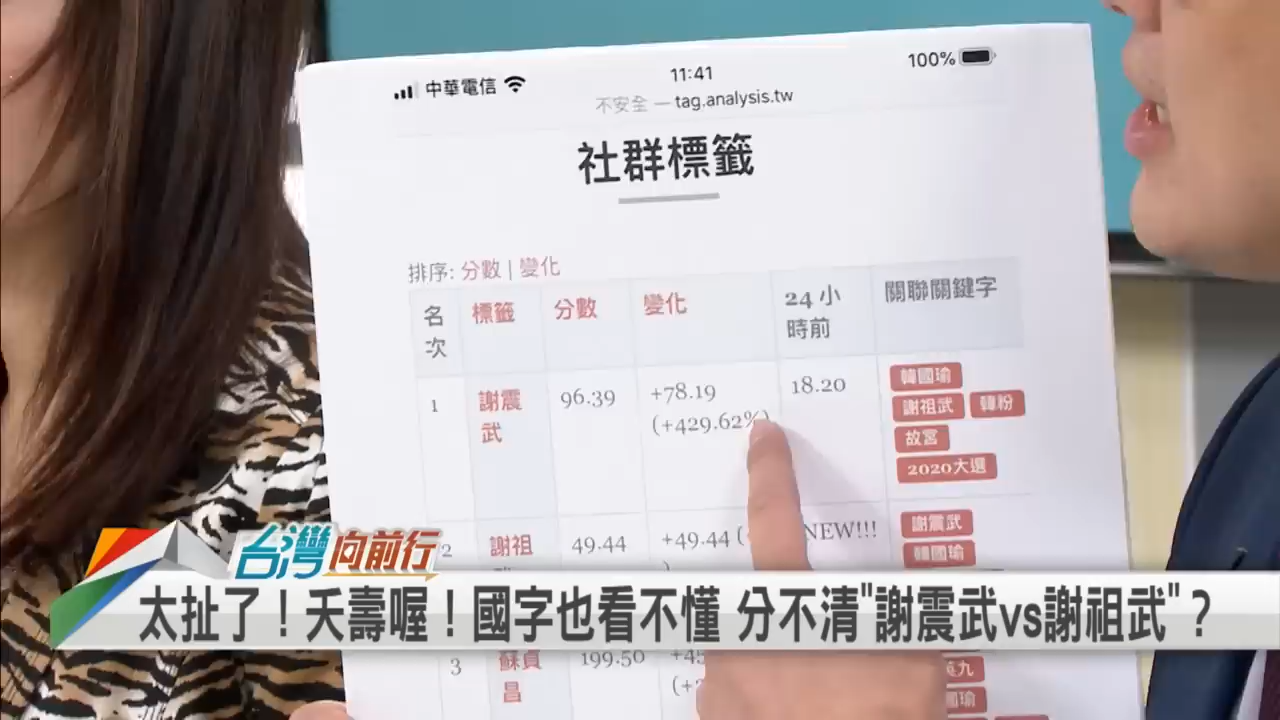 中華電信
11:41
100%
不安全 — tag.analysis.tw
社群標籤
排序: 分數 | 變化
名次 標籤 分數 變化 24 小時前 關聯關鍵字
1 謝震武 96.39 +78.19 (+429.62%) 18.20 韓國瑜 謝祖武 韓粉 故宮 2020大選
2 謝祖 49.44 +49.44 ( NEW!!! 謝震武 韓國瑜
台灣向前行
太扯了！夭壽喔！國字也看不懂 分不清"謝震武vs謝祖武"？
3 蘇貞昌 199.50